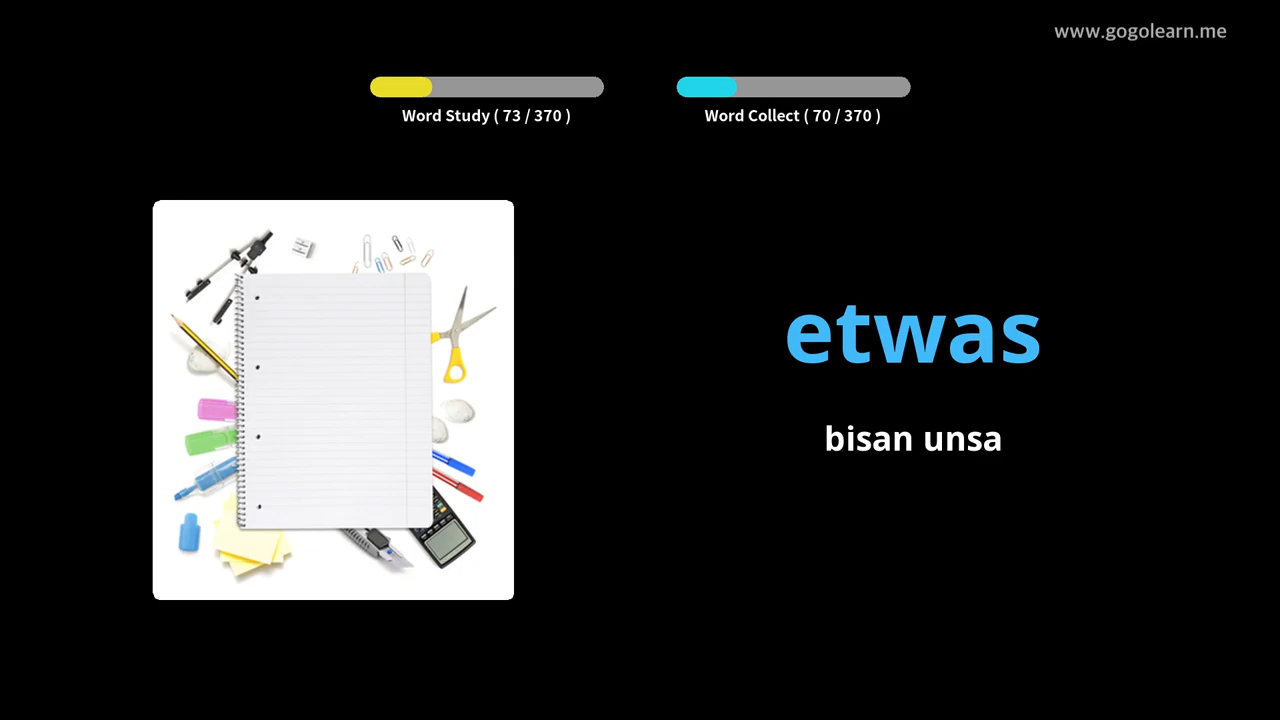 www.gogolearn.me
Word Study ( 73 / 370 )
Word Collect ( 70 / 370 )
etwas
bisan unsa